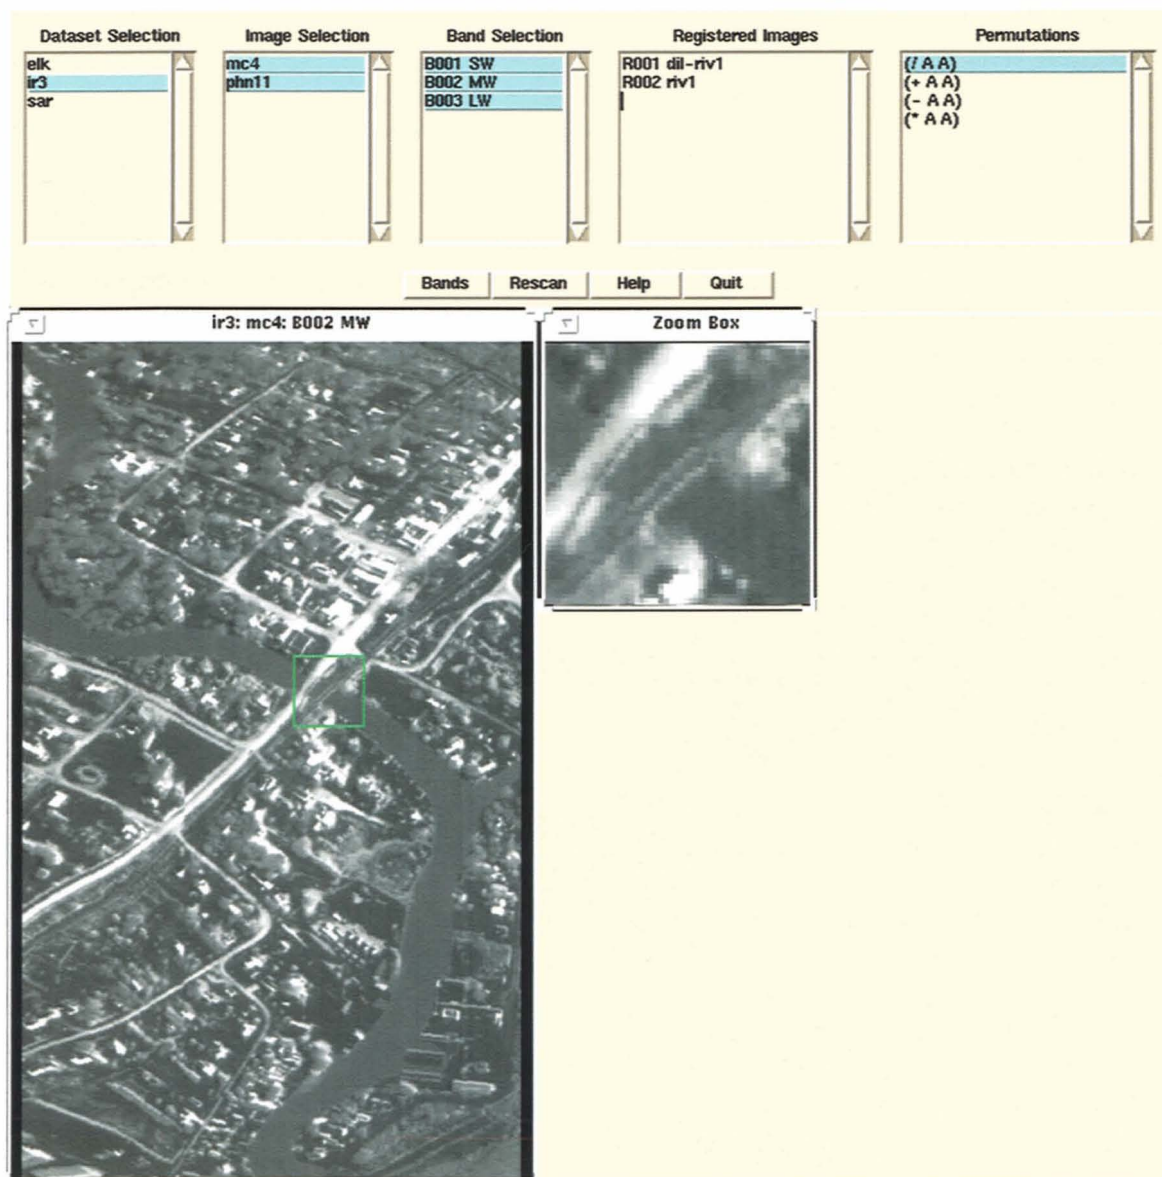 Dataset Selection
Image Selection
Band Selection
Registered Images
Permutations
elk
ir3
sar
mc4
phn11
B001 SW
B002 MW
B003 LW
R001 dil-riv1
R002 riv1
(/ A A)
(+ A A)
(- A A)
(* A A)
Bands
Rescan
Help
Quit
ir3: mc4: B002 MW
Zoom Box